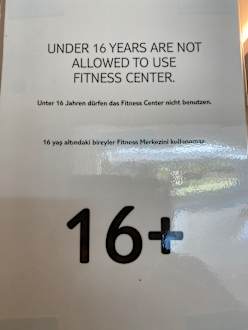 UNDER 16 YEARS ARE NOT
ALLOWED TO USE
FITNESS CENTER.
Unter 16 Jahren dürfen das Fitness Center nicht benutzen.
16 yaş altındaki bireyler Fitness Merkezini kullanamaz.
16+